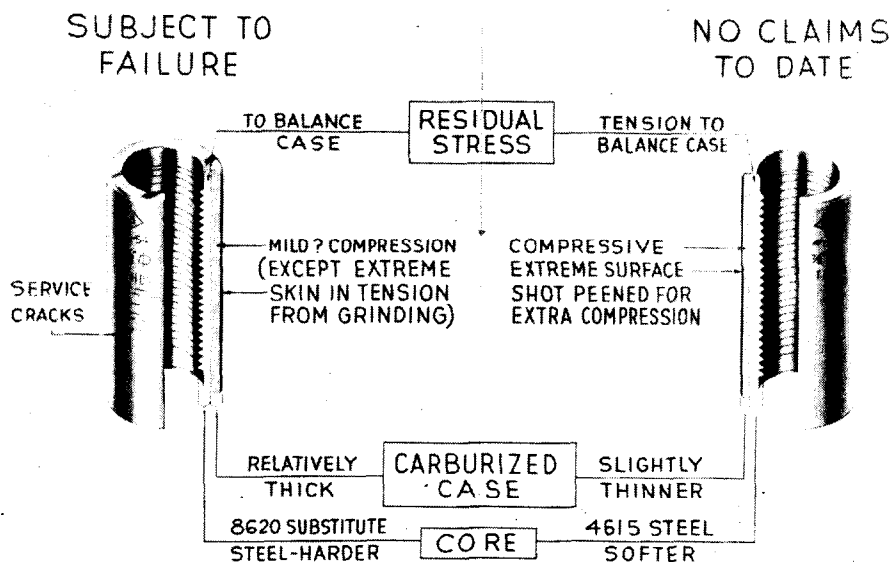 SUBJECT TO
FAILURE
NO CLAIMS
TO DATE
TO BALANCE
CASE
RESIDUAL
STRESS
TENSION TO
BALANCE CASE
MILD ? COMPRESSION
(EXCEPT EXTREME
SKIN IN TENSION
FROM GRINDING)
COMPRESSIVE
EXTREME SURFACE
SHOT PEENED FOR
EXTRA COMPRESSION
SERVICE
CRACKS
RELATIVELY
THICK
CARBURIZED
CASE
SLIGHTLY
THINNER
8620 SUBSTITUTE
STEEL-HARDER
CORE
4615 STEEL
SOFTER